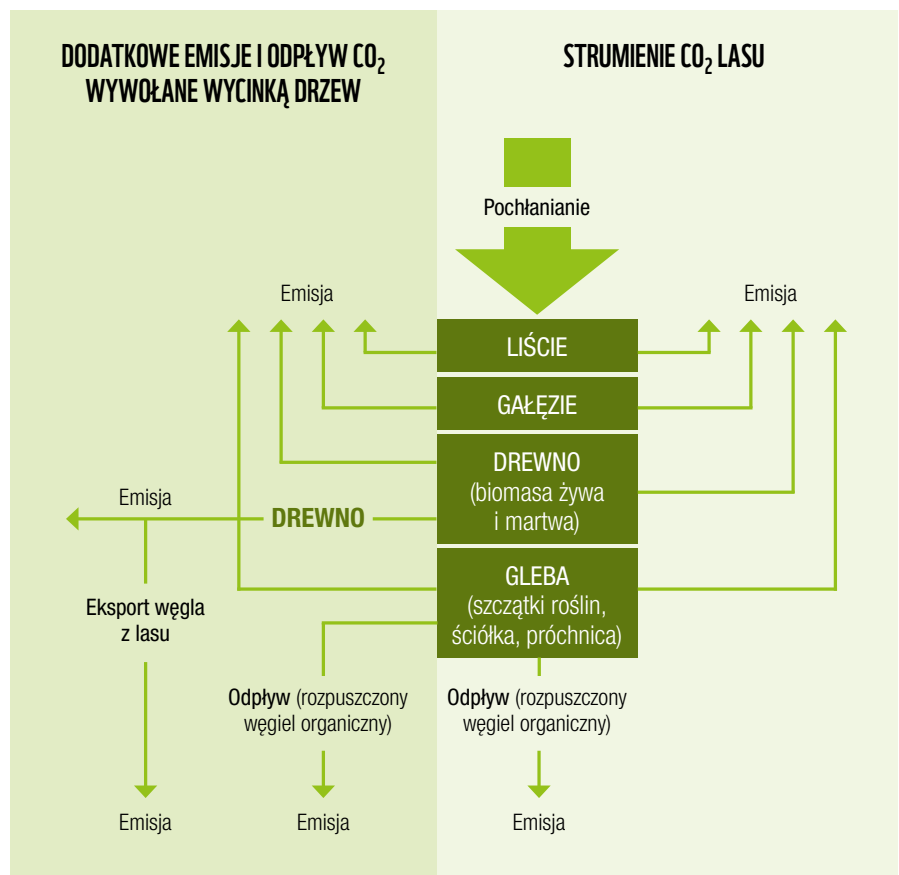 DODATKOWE EMISJE I ODPŁYW CO₂
WYWOŁANE WYCINKĄ DRZEW
STRUMIENIE CO₂ LASU
Pochłanianie
Emisja
Emisja
LIŚCIE
GAŁĘZIE
DREWNO
(biomasa żywa
i martwa)
Emisja
DREWNO
GLEBA
(szczątki roślin,
ściółka, próchnica)
Eksport węgla
z lasu
Odpływ (rozpuszczony
węgiel organiczny)
Odpływ (rozpuszczony
węgiel organiczny)
Emisja
Emisja
Emisja